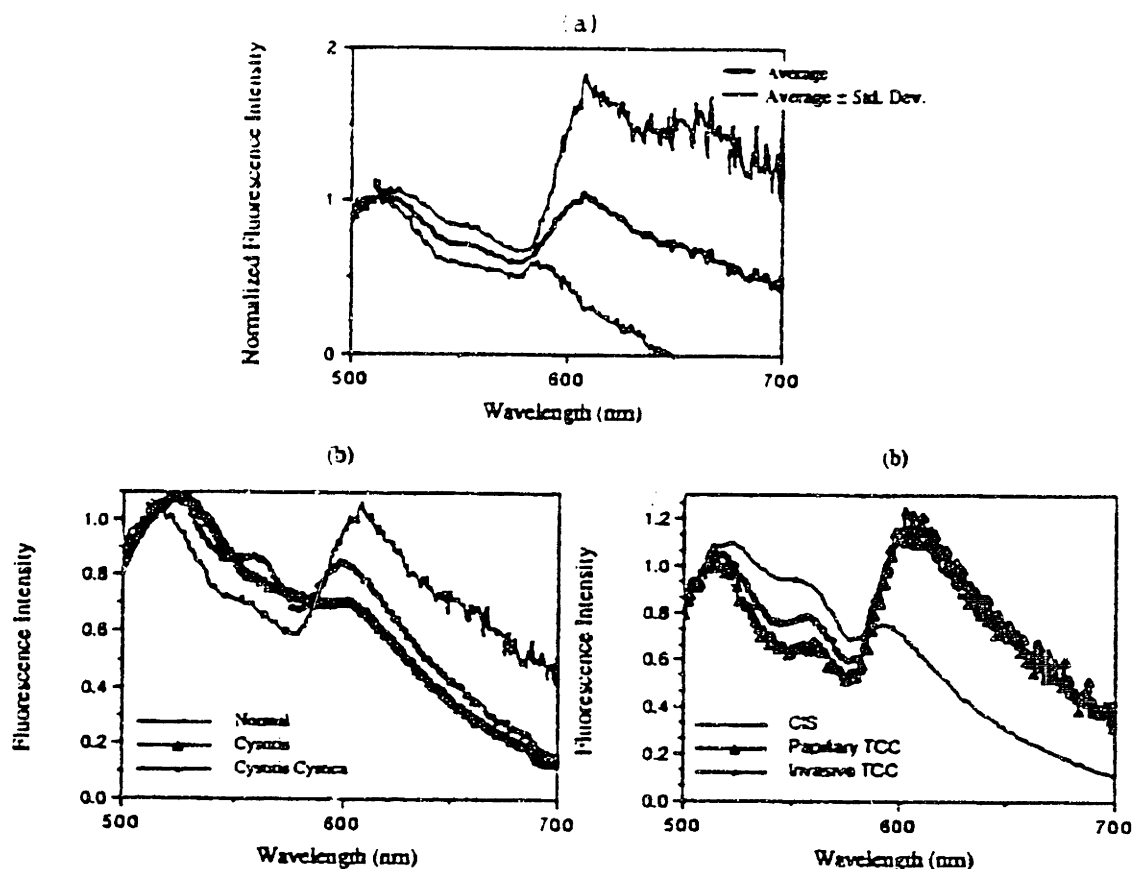 (a)
Normalized Fluorescence Intensity
2
1
0
500
600
700
Wavelength (nm)
Average
Average ± Std. Dev.
(b)
Fluorescence Intensity
1.0
0.8
0.6
0.4
0.2
0.0
500
600
700
Wavelength (nm)
Normal
Cystitis
Cystitis Cystica
(b)
Fluorescence Intensity
1.2
1.0
0.8
0.6
0.4
0.2
0.0
500
600
700
Wavelength (nm)
CIS
Papillary TCC
Invasive TCC